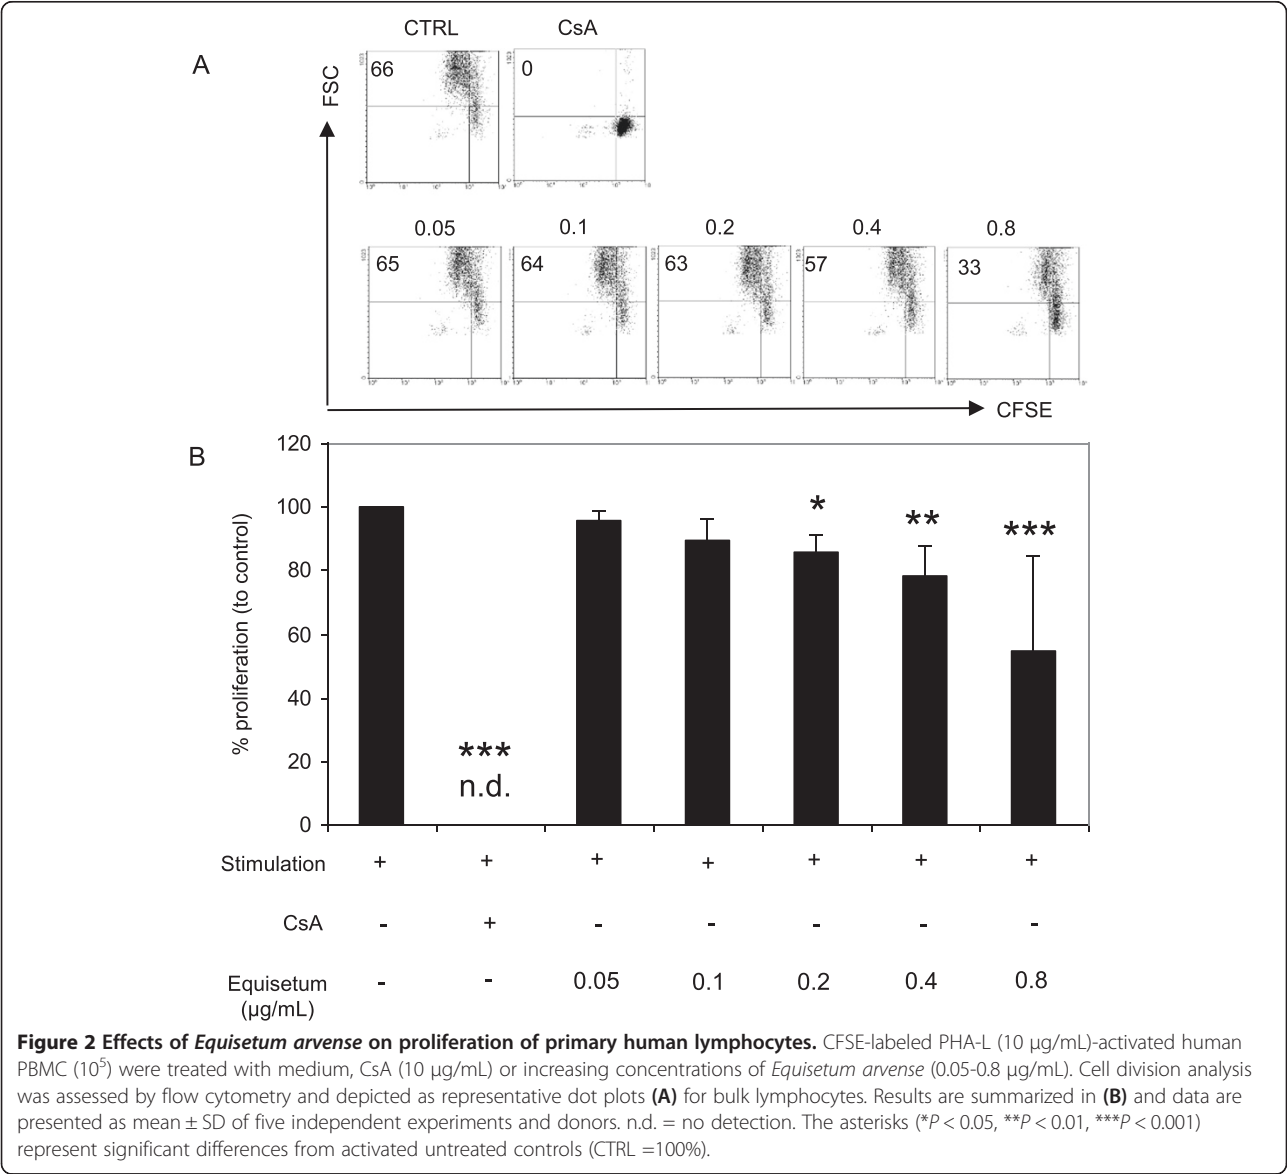 CTRL CsA
A
FSC
66 0
0.05 0.1 0.2 0.4 0.8
65 64 63 57 33
CFSE
B
% proliferation (to control)
120
100
80
60
40
20
0
*
**
***
***
n.d.
Stimulation + + + + + + +
CsA - + - - - - -
Equisetum - - 0.05 0.1 0.2 0.4 0.8
(µg/mL)
Figure 2 Effects of Equisetum arvense on proliferation of primary human lymphocytes. CFSE-labeled PHA-L (10 µg/mL)-activated human
PBMC (10⁵) were treated with medium, CsA (10 µg/mL) or increasing concentrations of Equisetum arvense (0.05-0.8 µg/mL). Cell division analysis
was assessed by flow cytometry and depicted as representative dot plots (A) for bulk lymphocytes. Results are summarized in (B) and data are
presented as mean ± SD of five independent experiments and donors. n.d. = no detection. The asterisks (*P < 0.05, **P < 0.01, ***P < 0.001)
represent significant differences from activated untreated controls (CTRL =100%).